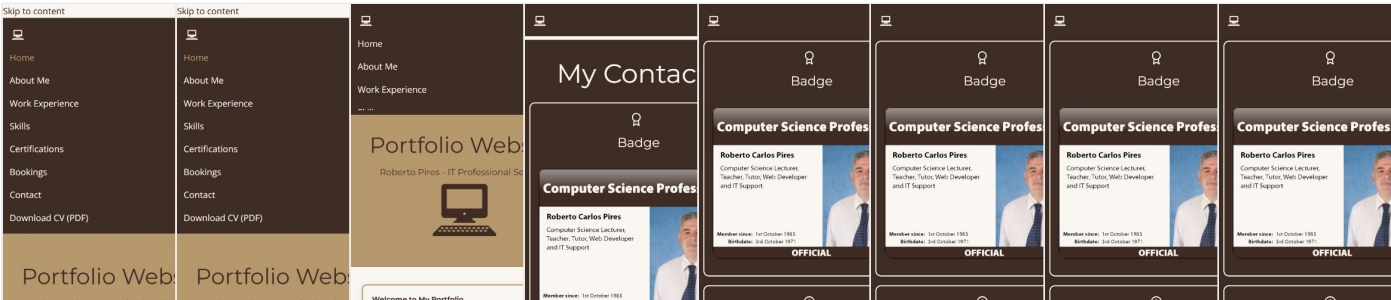 Skip to content
Home
About Me
Work Experience
Skills
Certifications
Bookings
Contact
Download CV (PDF)
Portfolio Web
Skip to content
Home
About Me
Work Experience
Skills
Certifications
Bookings
Contact
Download CV (PDF)
Portfolio Web
Home
About Me
Work Experience
Portfolio Webs
Roberto Pires - IT Professional Se
Welcome to My Portfolio
My Contac
Badge
Computer Science Profes
Roberto Carlos Pires
Computer Science Lecturer,
Teacher, Tutor, Web Developer
and IT Support
Member since: 1st October 1983
Badge
Computer Science Profes
Roberto Carlos Pires
Computer Science Lecturer,
Teacher, Tutor, Web Developer
and IT Support
Member since: 1st October 1983
Birthdate: 3rd October 1971
OFFICIAL
Badge
Computer Science Profes
Roberto Carlos Pires
Computer Science Lecturer,
Teacher, Tutor, Web Developer
and IT Support
Member since: 1st October 1983
Birthdate: 3rd October 1971
OFFICIAL
Badge
Computer Science Profes
Roberto Carlos Pires
Computer Science Lecturer,
Teacher, Tutor, Web Developer
and IT Support
Member since: 1st October 1983
Birthdate: 3rd October 1971
OFFICIAL
Badge
Computer Science Profes
Roberto Carlos Pires
Computer Science Lecturer,
Teacher, Tutor, Web Developer
and IT Support
Member since: 1st October 1983
Birthdate: 3rd October 1971
OFFICIAL